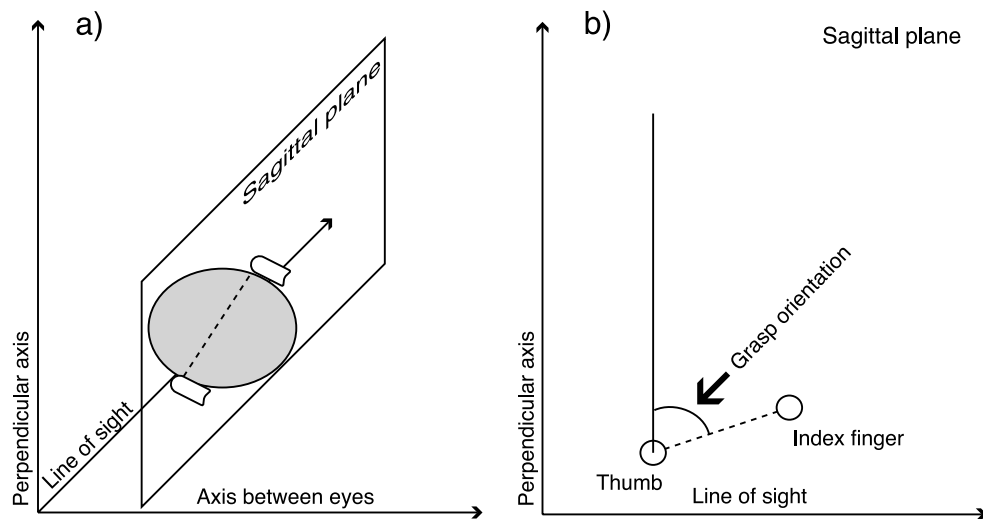 a)
Perpendicular axis
Sagittal plane
Line of sight
Axis between eyes
b)
Sagittal plane
Perpendicular axis
Grasp orientation
Index finger
Thumb
Line of sight